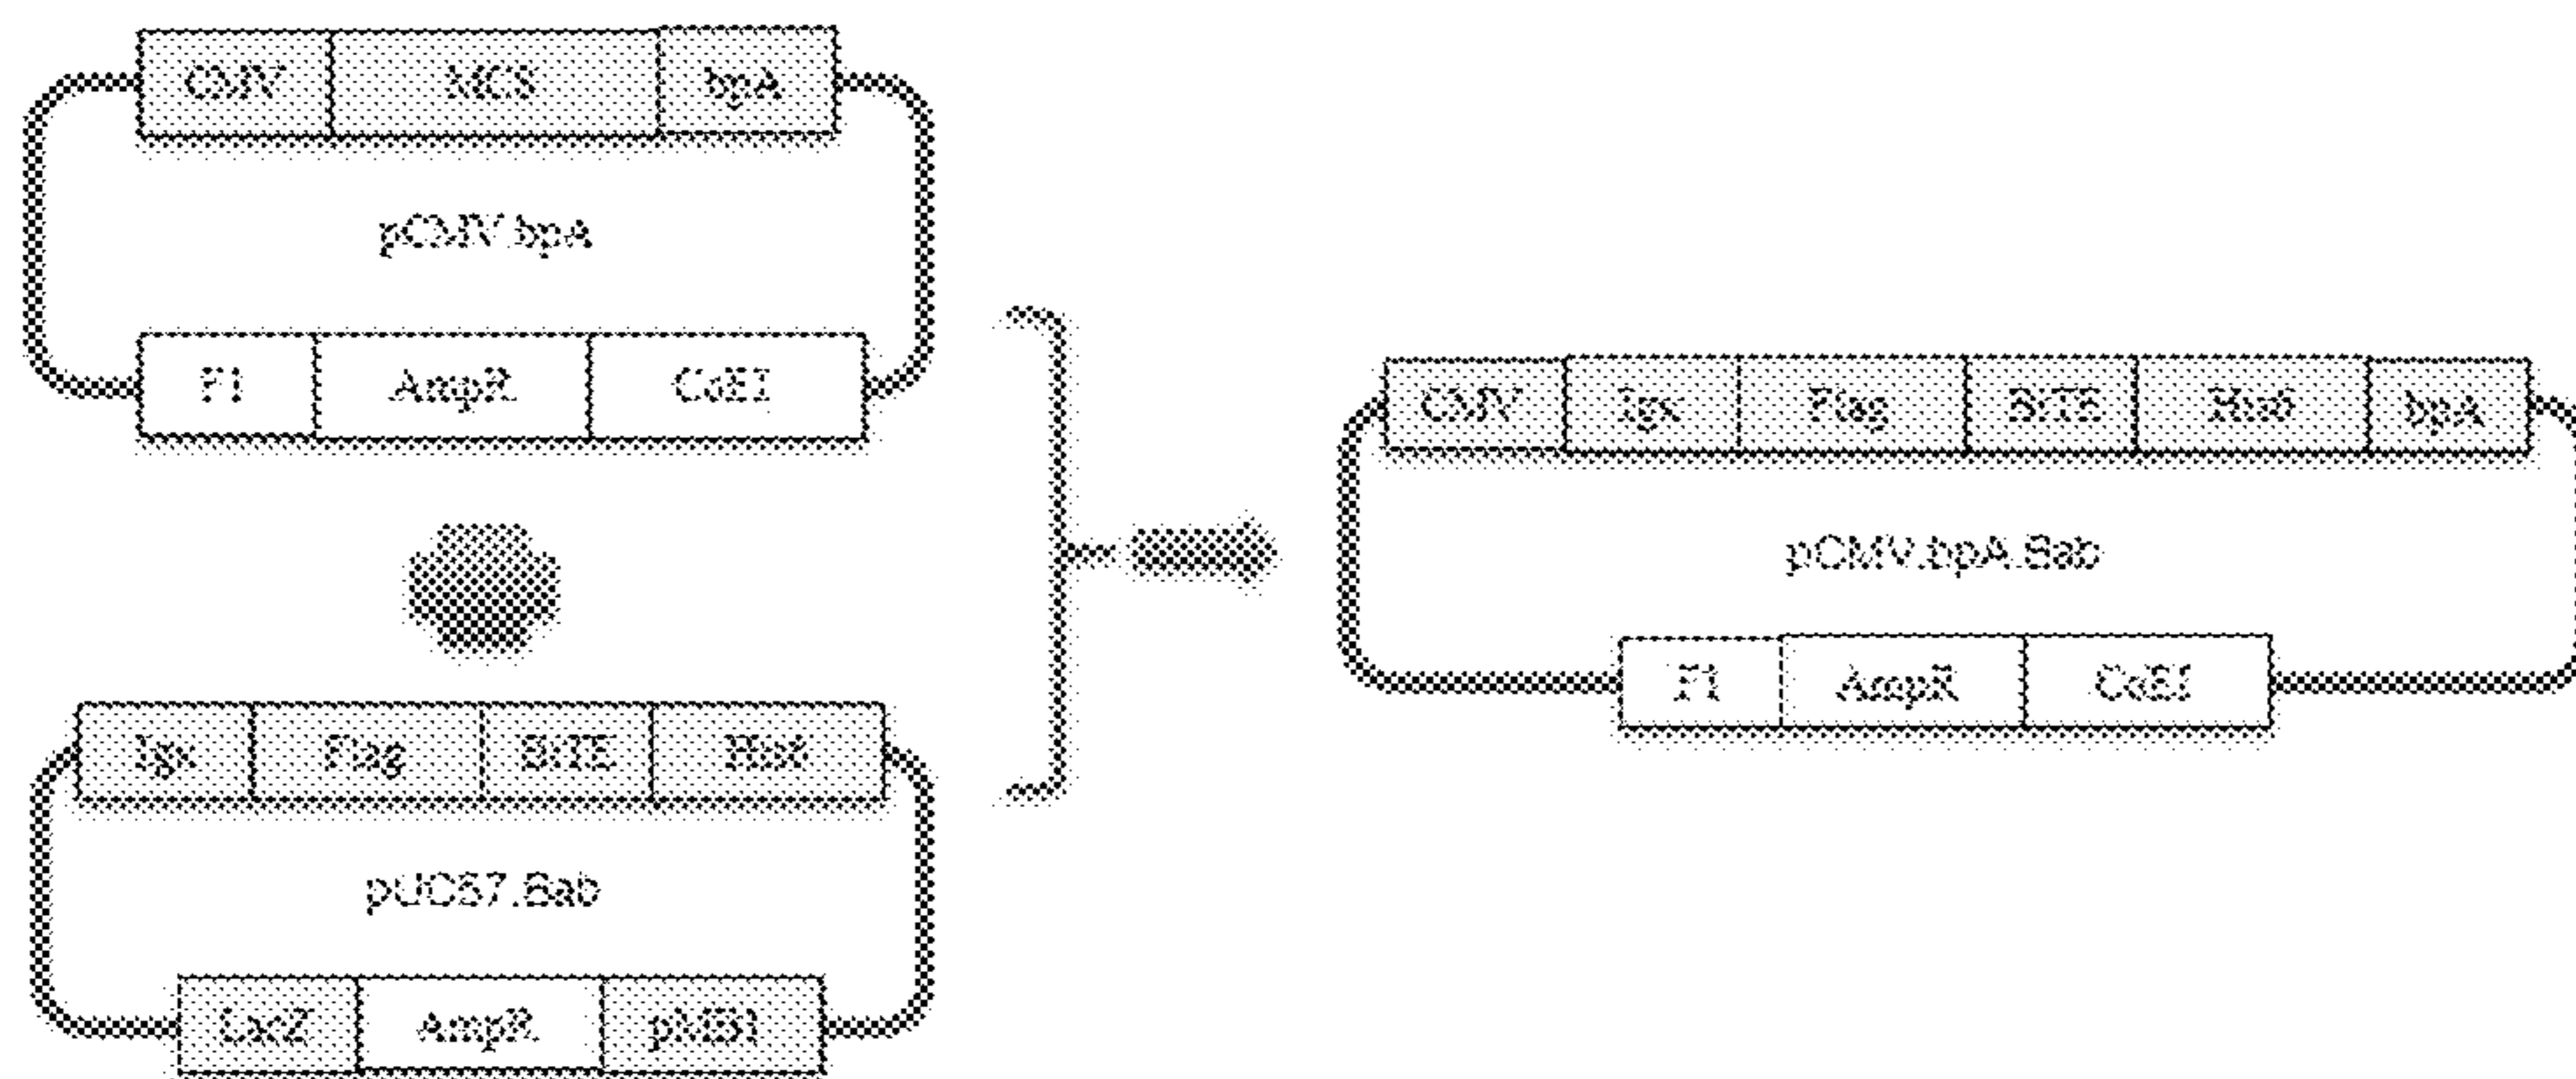 CMV MCS bpA
pCMV.bpA
F1 AmpR ColEI
Igκ Flag BiTE His6
pUC57.Bab
LacZ AmpR pMB1
CMV Igκ Flag BiTE His6 bpA
pCMV.bpA.Bab
F1 AmpR ColEI